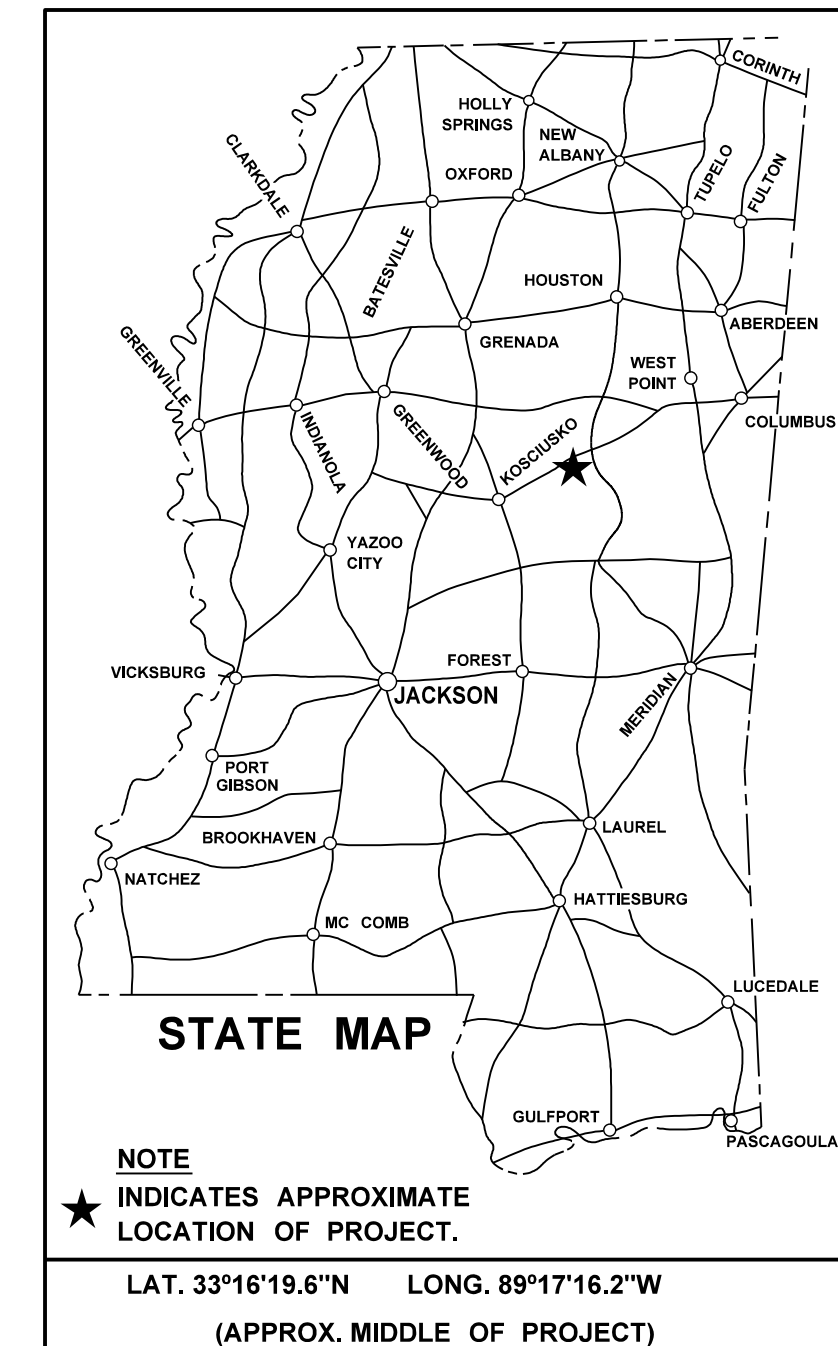 CORINTH
HOLLY
SPRINGS
NEW
ALBANY
CLARKDALE
OXFORD
TUPELO
FULTON
BATESVILLE
HOUSTON
ABERDEEN
GREENVILLE
GRENADA
WEST
POINT
COLUMBUS
INDIANOLA
GREENWOOD
KOSCIUSKO
YAZOO
CITY
VICKSBURG
FOREST
JACKSON
MERIDIAN
PORT
GIBSON
BROOKHAVEN
LAUREL
NATCHEZ
HATTIESBURG
MC COMB
LUCEDALE
STATE MAP
GULFPORT
PASCAGOULA
NOTE
INDICATES APPROXIMATE
LOCATION OF PROJECT.
LAT. 33º16'19.6"N LONG. 89º17'16.2"W
(APPROX. MIDDLE OF PROJECT)